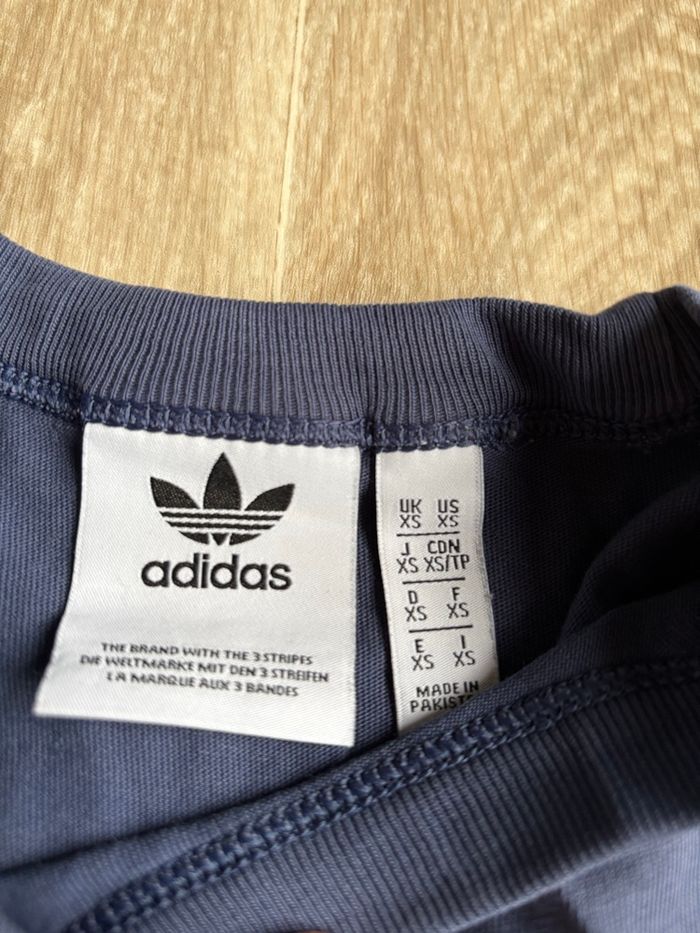 adidas
THE BRAND WITH THE 3 STRIPES
DIE WELTMARKE MIT DEN 3 STREIFEN
LA MARQUE AUX 3 BANDES
UK US
XS XS
J CDN
XS XS/TP
D F
XS XS
E I
XS XS
MADE IN
PAKIST